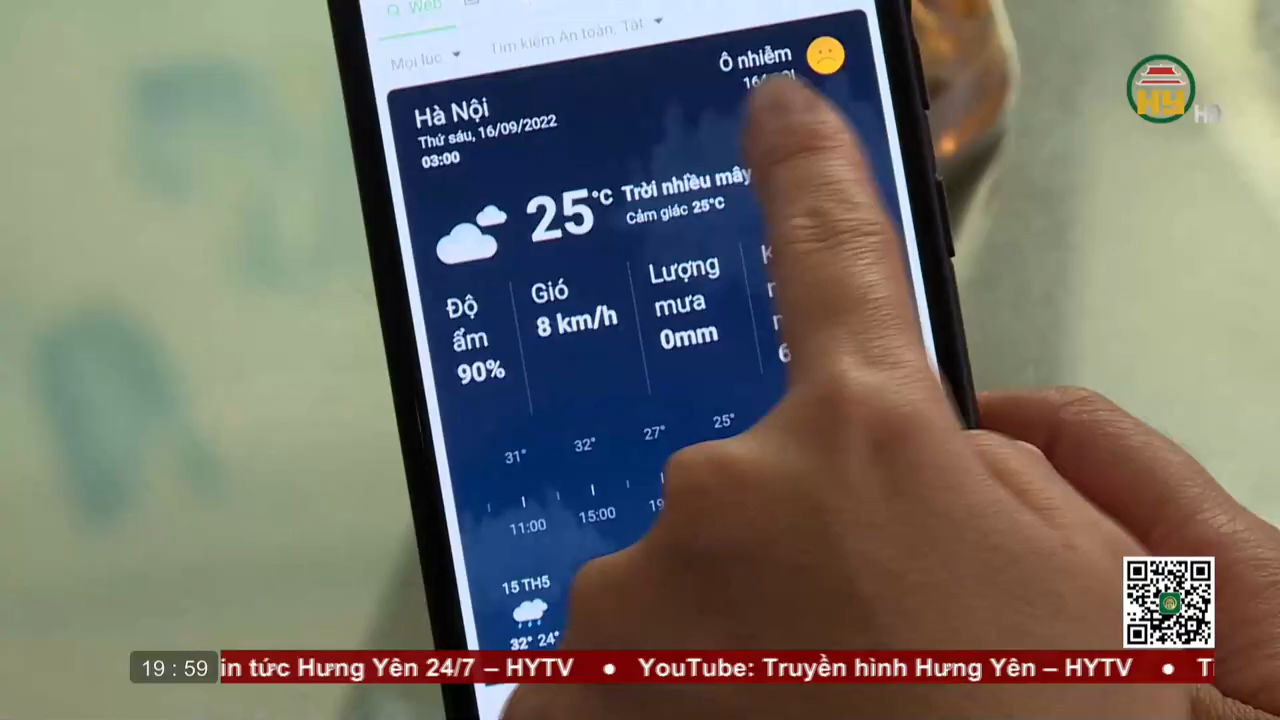 Web
Mọi lúc
Tìm kiếm An toàn: Tắt
Ô nhiễm
Hà Nội
Thứ sáu, 16/09/2022
03:00
25°C
Trời nhiều mây
Cảm giác 25°C
Độ ẩm
90%
Gió
8 km/h
Lượng mưa
0mm
31° 32° 27° 25°
11:00 15:00
15 TH5
32° 24°
HY
HD
19 : 59
in tức Hưng Yên 24/7 – HYTV • YouTube: Truyền hình Hưng Yên – HYTV •